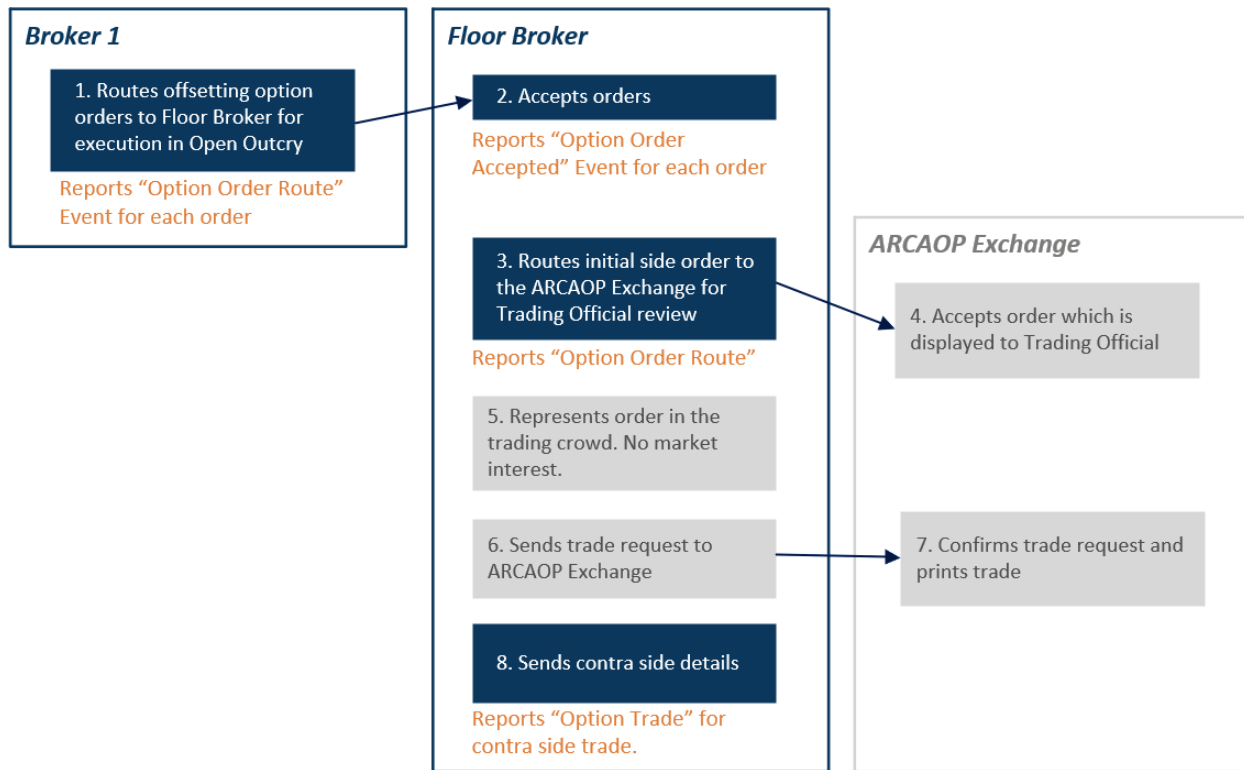 Broker 1
1. Routes offsetting option
orders to Floor Broker for
execution in Open Outcry
Reports “Option Order Route”
Event for each order
Floor Broker
2. Accepts orders
Reports “Option Order
Accepted” Event for each order
3. Routes initial side order to
the ARCAOP Exchange for
Trading Official review
Reports “Option Order Route”
ARCAOP Exchange
4. Accepts order which is
displayed to Trading Official
5. Represents order in the
trading crowd. No market
interest.
6. Sends trade request to
ARCAOP Exchange
7. Confirms trade request and
prints trade
8. Sends contra side details
Reports “Option Trade” for
contra side trade.